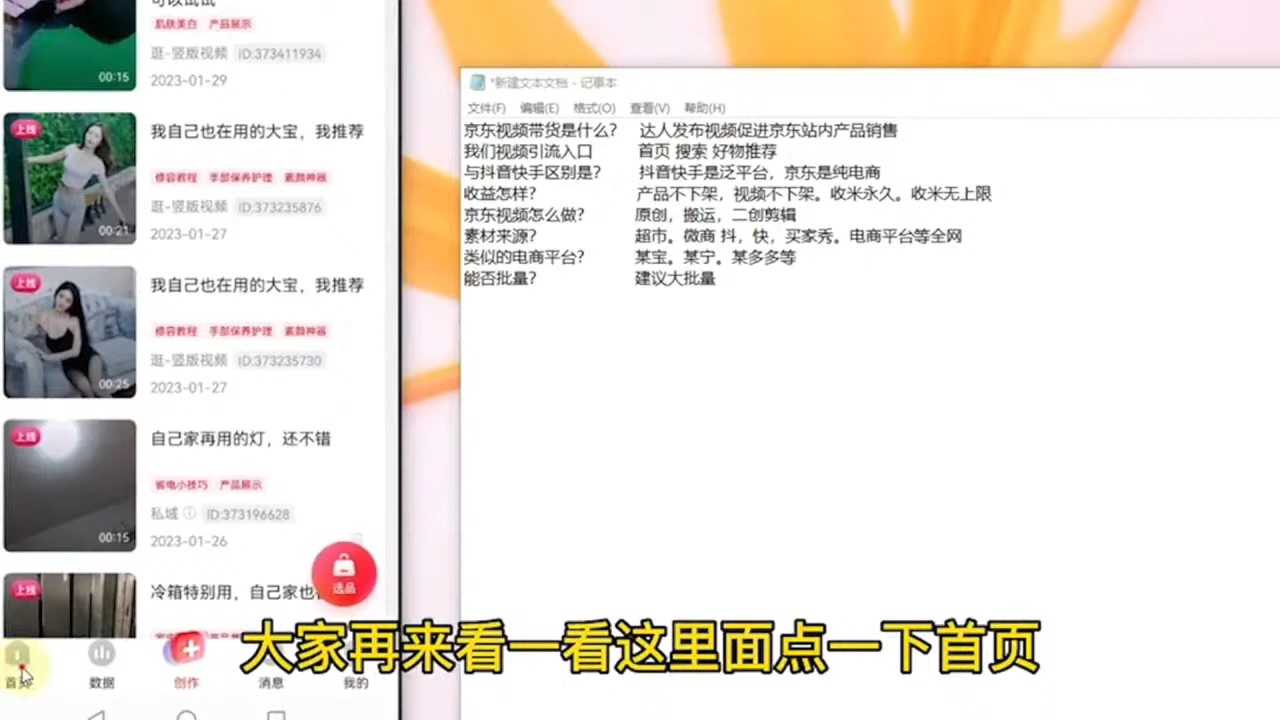 可以试试
肌肤美白 产品展示
逛-竖版视频 ID:373411934
00:15
2023-01-29
上线
我自己也在用的大宝，我推荐
修容教程 手部保养护理 素颜神器
逛-竖版视频 ID:373235876
00:21
2023-01-27
上线
我自己也在用的大宝，我推荐
修容教程 手部保养护理 素颜神器
逛-竖版视频 ID:373235730
00:25
2023-01-27
上线
自己家再用的灯，还不错
省电小技巧 产品展示
私域 ID:373196628
00:15
2023-01-26
上线
冷箱特别用，自己家也
选品
首页 数据 创作 消息 我的
*新建文本文档 - 记事本
文件(F) 编辑(E) 格式(O) 查看(V) 帮助(H)
京东视频带货是什么? 达人发布视频促进京东站内产品销售
我们视频引流入口 首页 搜索 好物推荐
与抖音快手区别是? 抖音快手是泛平台，京东是纯电商
收益怎样? 产品不下架，视频不下架。收米永久。收米无上限
京东视频怎么做? 原创，搬运，二创剪辑
素材来源? 超市。微商 抖，快，买家秀。电商平台等全网
类似的电商平台? 某宝。某宁。某多多等
能否批量? 建议大批量
大家再来看一看这里面点一下首页